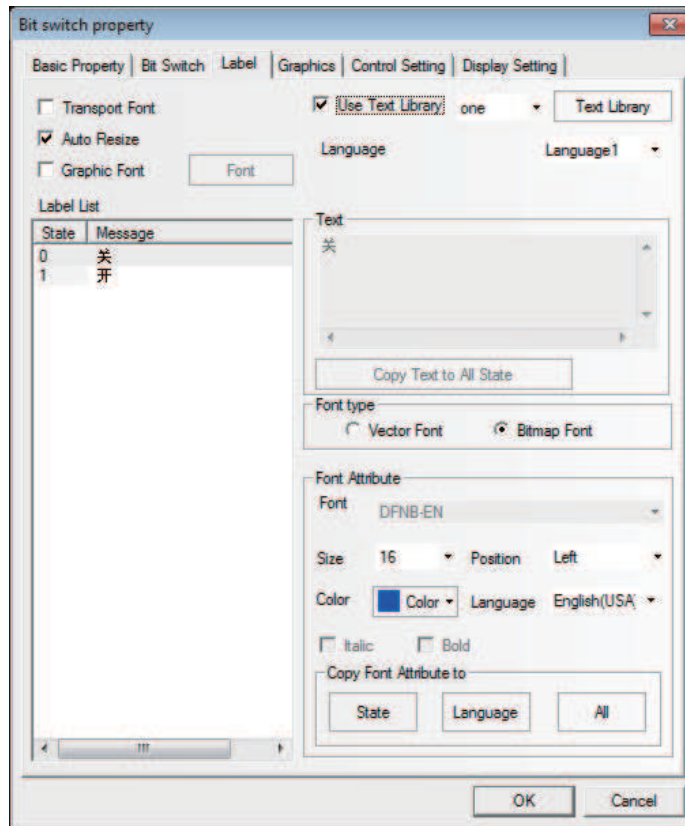 Bit switch property
Basic Property Bit Switch Label Graphics Control Setting Display Setting
Transport Font
Auto Resize
Graphic Font Font
Use Text Library one Text Library
Language Language1
Label List
State Message
0 关
1 开
Text
关
Copy Text to All State
Font type
Vector Font Bitmap Font
Font Attribute
Font DFNB-EN
Size 16 Position Left
Color Color Language English(USA)
Italic Bold
Copy Font Attribute to
State Language All
OK Cancel